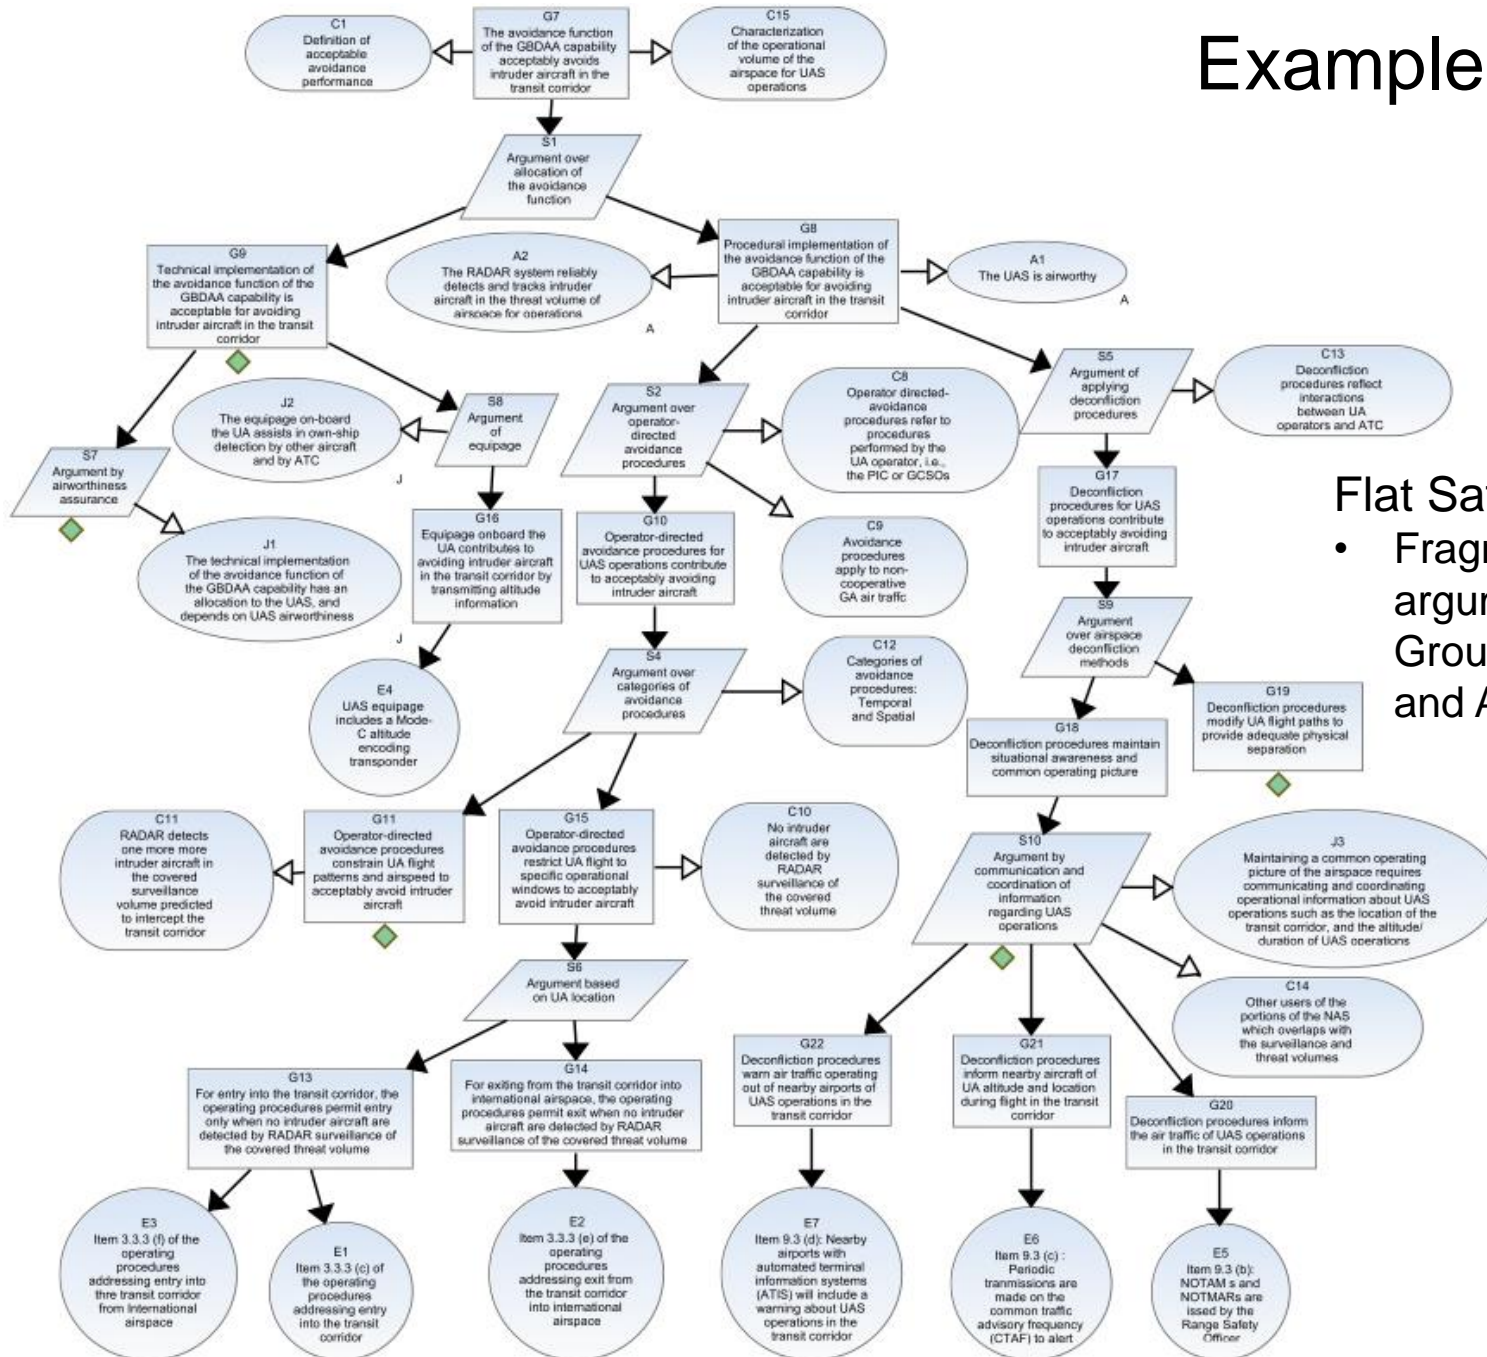 Example
C1
Definition of
acceptable
avoidance
performance
G7
The avoidance function
of the GBDAA capability
acceptably avoids
intruder aircraft in the
transit corridor
C15
Characterization
of the operational
volume of the
airspace for UAS
operations
S1
Argument over
allocation of
the avoidance
function
G9
Technical implementation of
the avoidance function of the
GBDAA capability is
acceptable for avoiding
intruder aircraft in the transit
corridor
A2
The RADAR system reliably
detects and tracks intruder
aircraft in the threat volume of
airspace for operations
A
G8
Procedural implementation of
the avoidance function of the
GBDAA capability is
acceptable for avoiding
intruder aircraft in the transit
corridor
A1
The UAS is airworthy
A
J2
The equipage on-board
the UA assists in own-ship
detection by other aircraft
and by ATC
J
S8
Argument
of
equipage
S2
Argument over
operator-
directed
avoidance
procedures
C8
Operator directed-
avoidance
procedures refer to
procedures
performed by the
UA operator, i.e.,
the PIC or GCSOs
S5
Argument of
applying
deconfliction
procedures
C13
Deconfliction
procedures reflect
interactions
between UA
operators and ATC
S7
Argument by
airworthiness
assurance
J1
The technical implementation
of the avoidance function of
the GBDAA capability has an
allocation to the UAS, and
depends on UAS airworthiness
J
G16
Equipage onboard the
UA contributes to
avoiding intruder aircraft
in the transit corridor by
transmitting altitude
information
G10
Operator-directed
avoidance procedures for
UAS operations contribute
to acceptably avoiding
intruder aircraft
C9
Avoidance
procedures
apply to non-
cooperative
GA air traffc
G17
Deconfliction
procedures for UAS
operations contribute
to acceptably avoiding
intruder aircraft
Flat Sa
• Frag
argu
Grou
and A
E4
UAS equipage
includes a Mode-
C altitude
encoding
transponder
S4
Argument over
categories of
avoidance
procedures
C12
Categories of
avoidance
procedures:
Temporal
and Spatial
S9
Argument
over airspace
deconfliction
methods
G18
Deconfliction procedures maintain
situational awareness and
common operating picture
G19
Deconfliction procedures
modify UA flight paths to
provide adequate physical
separation
C11
RADAR detects
one more more
intruder aircraft in
the covered
surveillance
volume predicted
to intercept the
transit corridor
G11
Operator-directed
avoidance procedures
constrain UA flight
patterns and airspeed to
acceptably avoid intruder
aircraft
G15
Operator-directed
avoidance procedures
restrict UA flight to
specific operational
windows to acceptably
avoid intruder aircraft
C10
No intruder
aircraft are
detected by
RADAR
surveillance of
the covered
threat volume
S10
Argument by
communication and
coordination of
information
regarding UAS
operations
J3
Maintaining a common operating
picture of the airspace requires
communicating and coordinating
operational information about UAS
operations such as the location of the
transit corridor, and the altitude/
duration of UAS operations
S6
Argument based
on UA location
C14
Other users of the
portions of the NAS
which overlaps with
the surveillance and
threat volumes
G13
For entry into the transit corridor, the
operating procedures permit entry
only when no intruder aircraft are
detected by RADAR surveillance of
the covered threat volume
G14
For exiting from the transit corridor into
international airspace, the operating
procedures permit exit when no intruder
aircraft are detected by RADAR
surveillance of the covered threat volume
G22
Deconfliction procedures
warn air traffic operating
out of nearby airports of
UAS operations in the
transit corridor
G21
Deconfliction procedures
inform nearby aircraft of
UA altitude and location
during flight in the transit
corridor
G20
Deconfliction procedures inform
the air traffic of UAS operations
in the transit corridor
E3
Item 3.3.3 (f) of the
operating
procedures
addressing entry into
thre transit corridor
from International
airspace
E1
Item 3.3.3 (c) of
the operating
procedures
addressing entry
into the transit
corridor
E2
Item 3.3.3 (e) of the
operating
procedures
addressing exit from
the transit corridor
into international
airspace
E7
Item 9.3 (d): Nearby
airports with
automated terminal
information systems
(ATIS) will include a
warning about UAS
operations in the
transit corridor
E6
Item 9.3 (c) :
Periodic
tranmissions are
made on the
common traffic
advisory frequency
(CTAF) to alert
E5
Item 9.3 (b):
NOTAM s and
NOTMARs are
issed by the
Range Safety
Officer